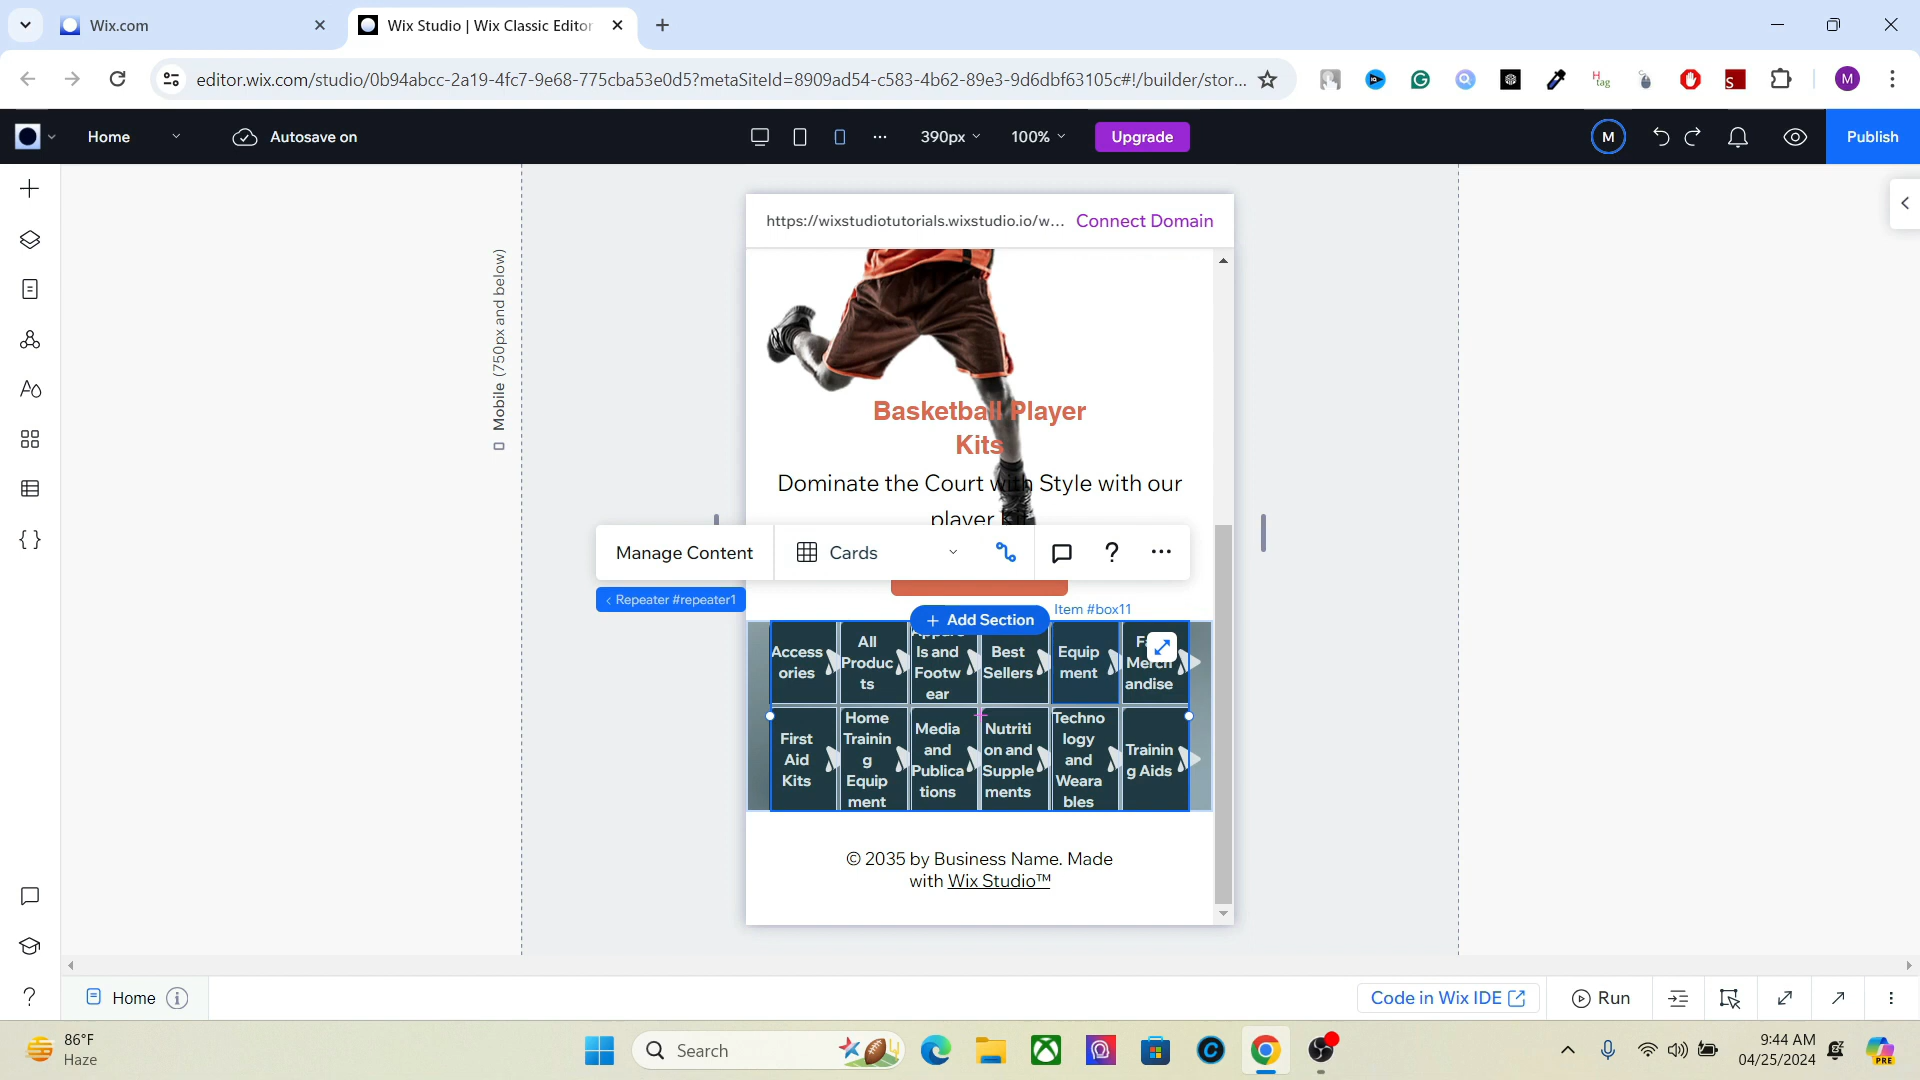 Wix.com
Wix Studio | Wix Classic Editor
editor.wix.com/studio/0b94abcc-2a19-4fc7-9e68-775cba53e0d5?metaSiteId=8909ad54-c583-4b62-89e3-9d6dbf63105c#!/builder/stor...
H
tag
S
M
Home
Autosave on
390px
100%
Upgrade
M
Publish
https://wixstudiotutorials.wixstudio.io/w...
Connect Domain
Mobile (750px and below)
Basketball Player
Kits
Dominate the Court with Style with our
player
Manage Content
Cards
< Repeater #repeater1
Item #box11
+ Add Section
Access
ories
All
Produc
ts
ls and
Footw
ear
Best
Sellers
Equip
ment
Merch
andise
First
Aid
Kits
Home
Trainin
g
Equip
ment
Media
and
Publica
tions
Nutriti
on and
Supple
ments
Techno
logy
and
Weara
bles
Trainin
g Aids
© 2035 by Business Name. Made
with Wix Studio™
Home
Code in Wix IDE
Run
86°F
Haze
Search
9:44 AM
04/25/2024
PRE